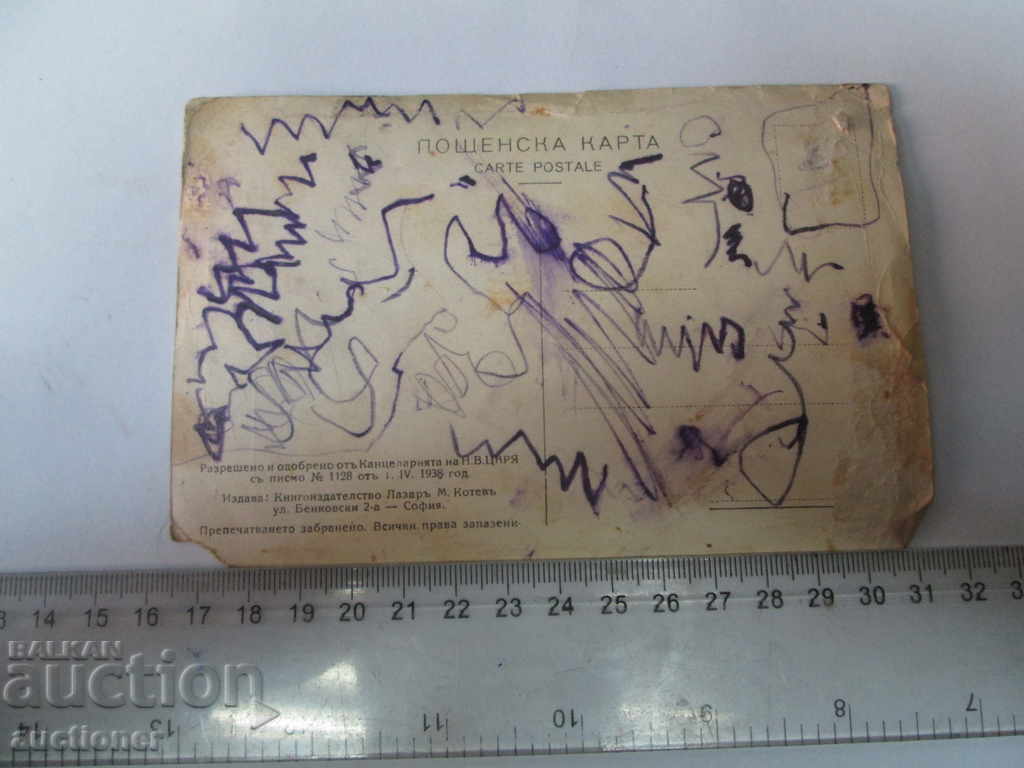 ПОЩЕНСКА КАРТА
CARTE POSTALE
Разрешено и одобрено отъ Канцеларията на Н.В.ЦАРЯ
съ писмо № 1128 отъ 1. IV. 1938 год.
Издава: Книгоиздателство Лазаръ М. Котевъ
ул. Бенковски 2-а — София.
Препечатването забранено. Всички права запазени.
13 14 15 16 17 18 19 20 21 22 23 24 25 26 27 28 29 30 31 32 3
BALKAN
auction
auctioner
14 13 11 10 9 8 7